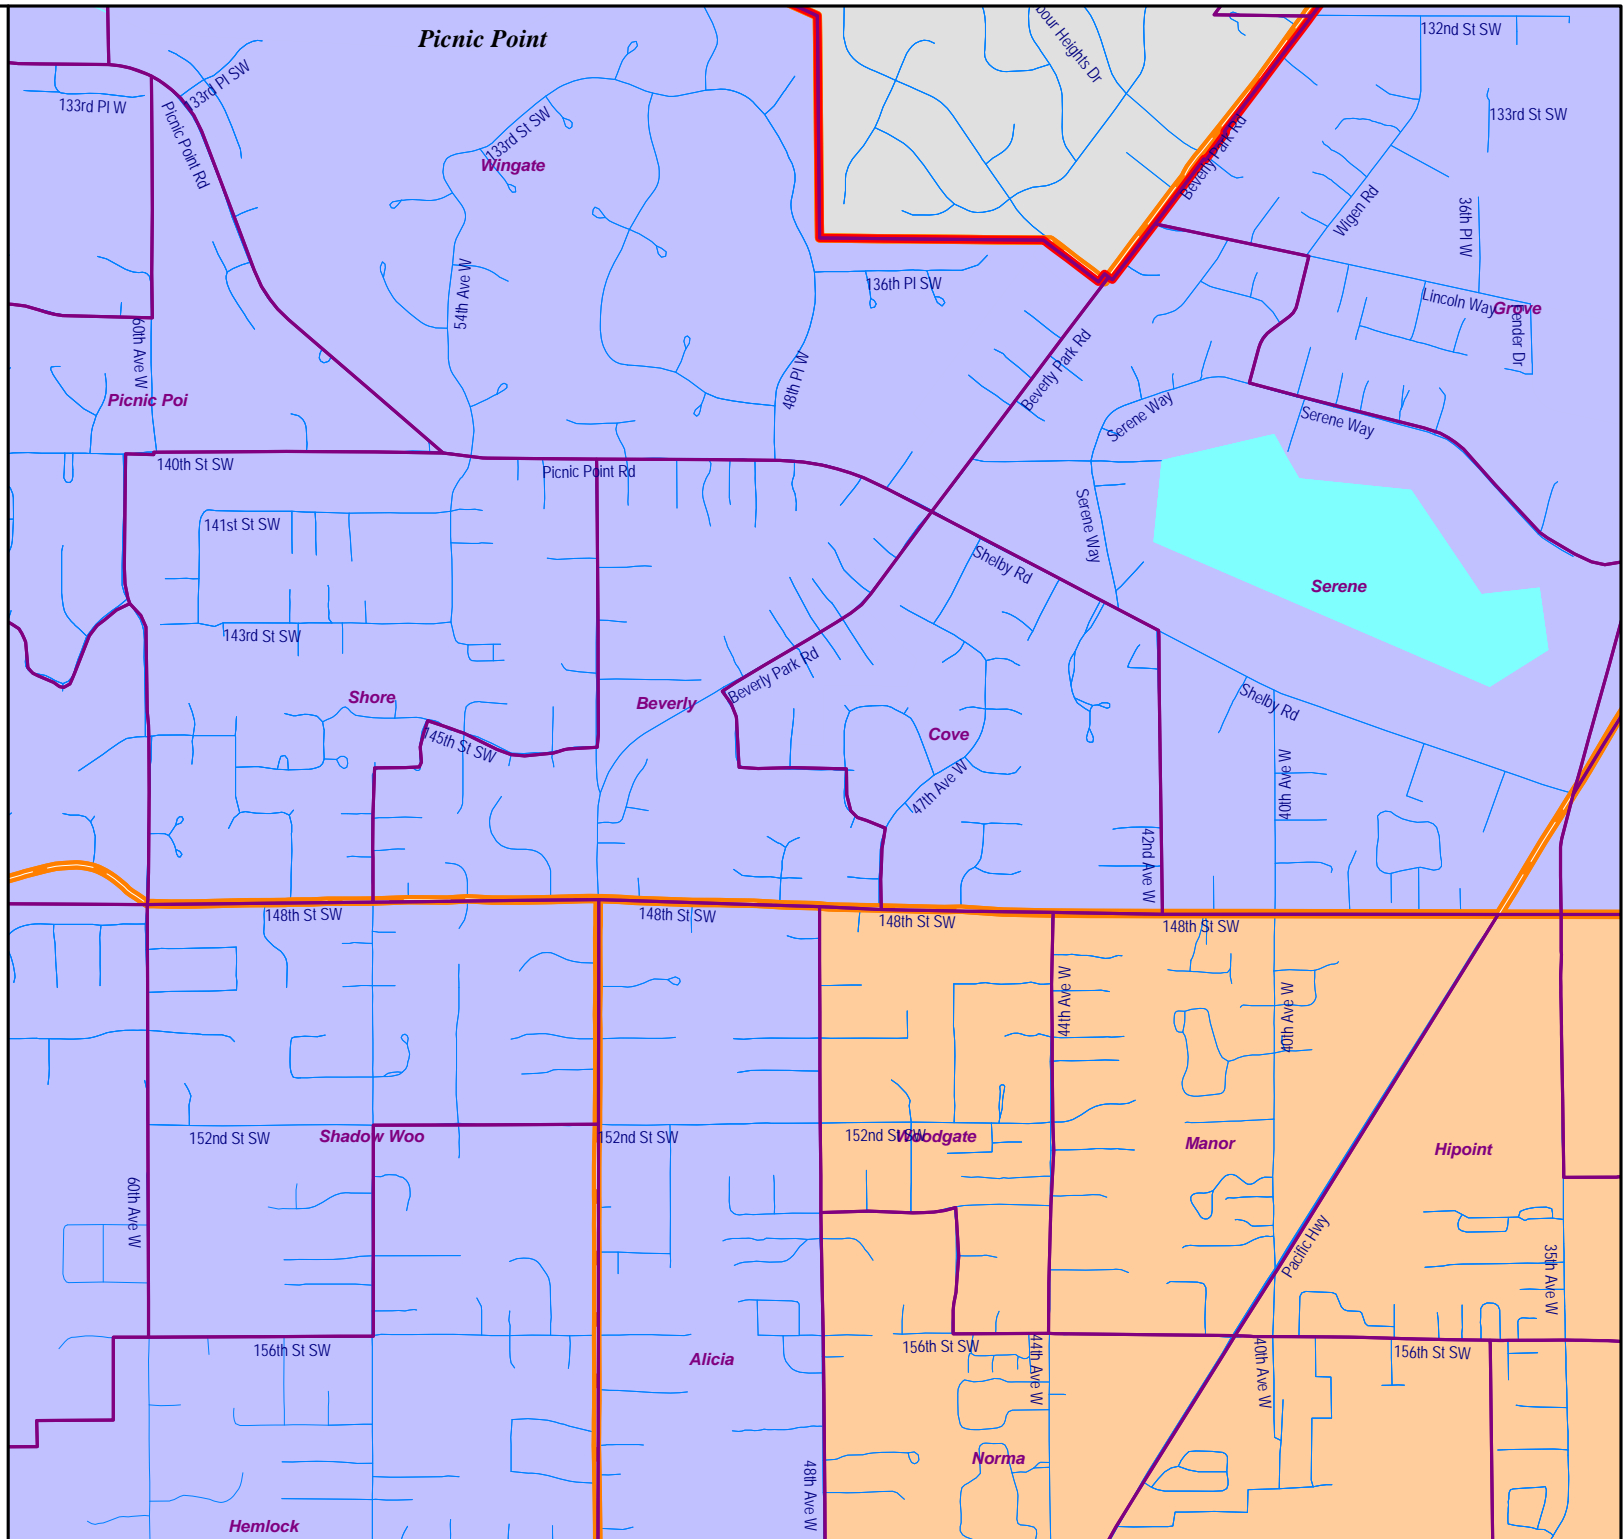 Picnic Point
bour Heights Dr
132nd St SW
133rd Pl W
133rd Pl SW
Picnic Point Rd
133rd St SW
Wingate
Beverly Park Rd
133rd St SW
Wigen Rd
36th Pl W
54th Ave W
136th Pl SW
Lincoln Way
Grove
Fender Dr
60th Ave W
Picnic Poi
48th Pl W
Beverly Park Rd
Serene Way
Serene Way
140th St SW
Picnic Point Rd
141st St SW
Serene Way
Shelby Rd
Serene
143rd St SW
Shore
Beverly
Beverly Park Rd
Cove
Shelby Rd
145th St SW
47th Ave W
40th Ave W
42nd Ave W
148th St SW
148th St SW
148th St SW
148th St SW
44th Ave W
40th Ave W
152nd St SW
Shadow Woo
152nd St SW
152nd St SW
Woodgate
Manor
Hipoint
60th Ave W
Pacific Hwy
35th Ave W
156th St SW
Alicia
156th St SW
44th Ave W
40th Ave W
156th St SW
Norma
48th Ave W
Hemlock